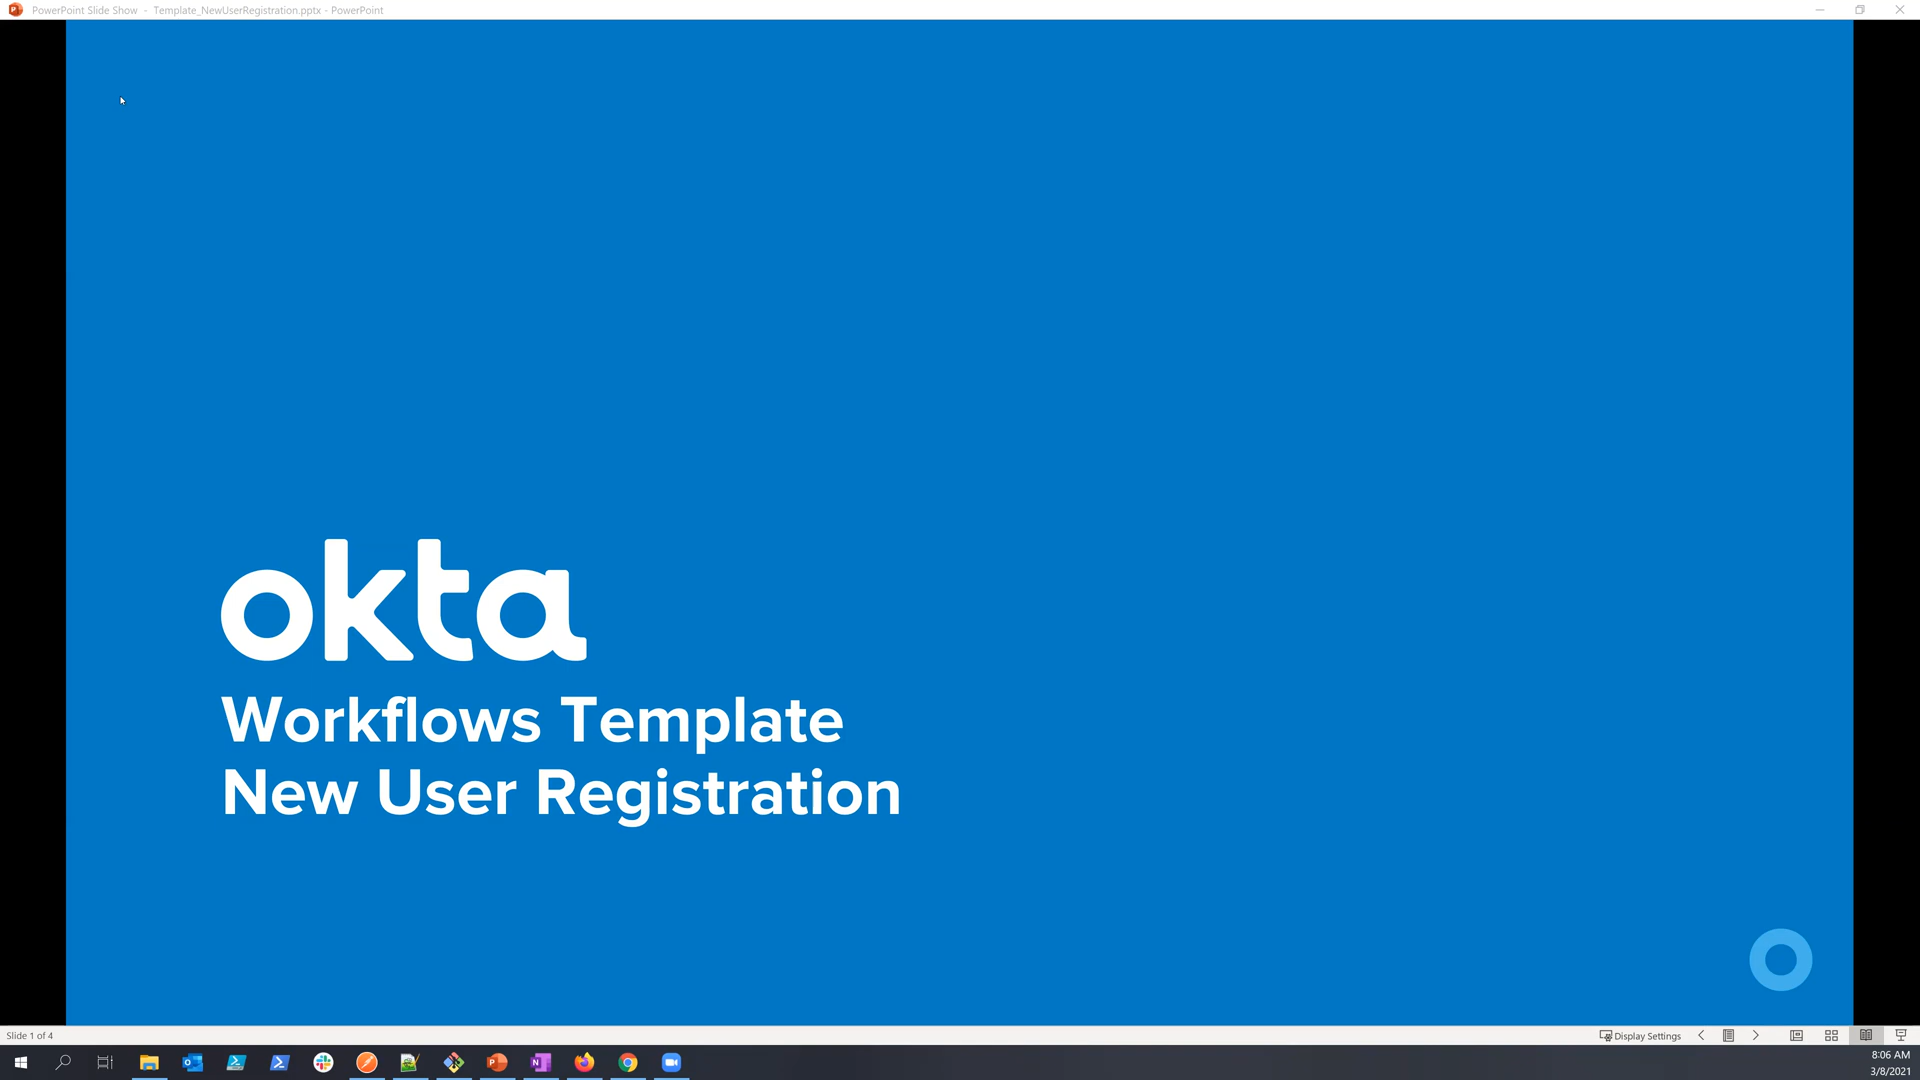 PowerPoint Slide Show - Template_NewUserRegistration.pptx - PowerPoint
okta
Workflows Template
New User Registration
Slide 1 of 4
Display Settings
8:06 AM
3/8/2021